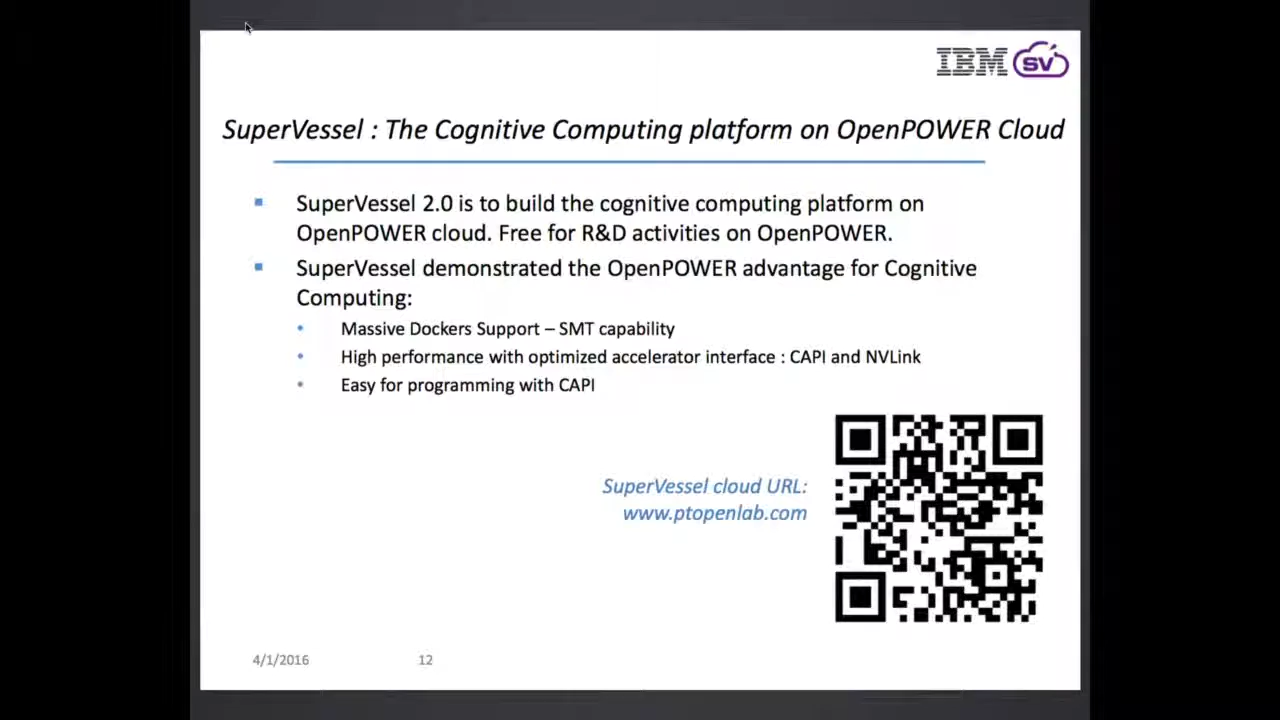 IBM SV
SuperVessel : The Cognitive Computing platform on OpenPOWER Cloud
SuperVessel 2.0 is to build the cognitive computing platform on
OpenPOWER cloud. Free for R&D activities on OpenPOWER.
SuperVessel demonstrated the OpenPOWER advantage for Cognitive
Computing:
Massive Dockers Support – SMT capability
High performance with optimized accelerator interface : CAPI and NVLink
Easy for programming with CAPI
SuperVessel cloud URL:
www.ptopenlab.com
4/1/2016 12